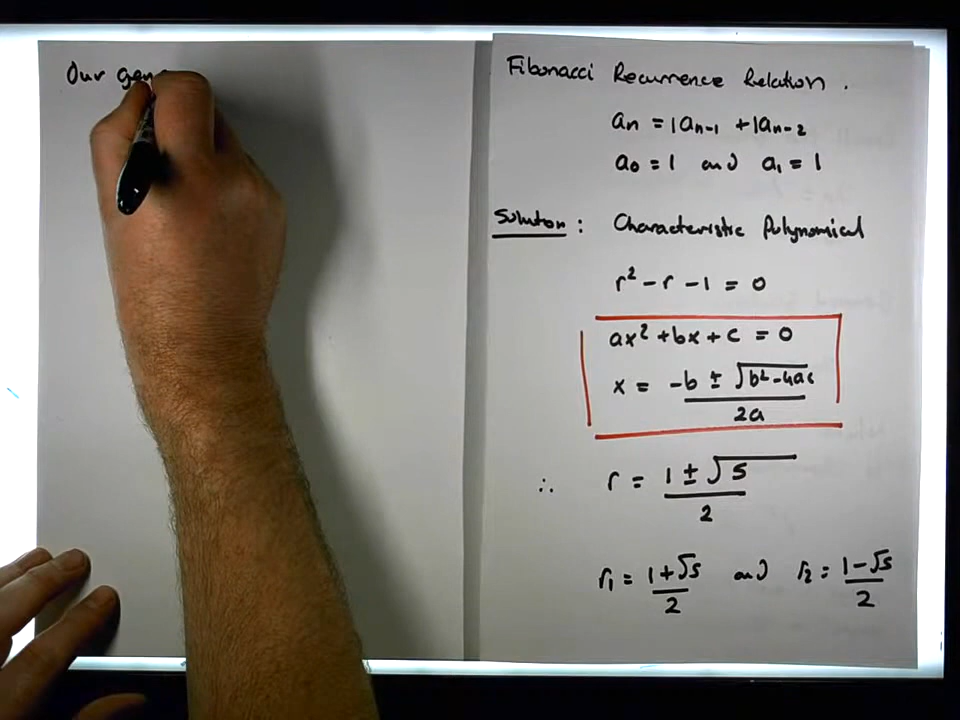 Our gen
Fibonacci Recurrence Relation.
aₙ = 1aₙ₋₁ + 1aₙ₋₂
a₀ = 1 and a₁ = 1
Solution : Characteristic Polynomial
r² - r - 1 = 0
ax² + bx + c = 0
x = (-b ± √(b² - 4ac)) / 2a
∴ r = (1 ± √5) / 2
r₁ = (1 + √5) / 2 and r₂ = (1 - √5) / 2